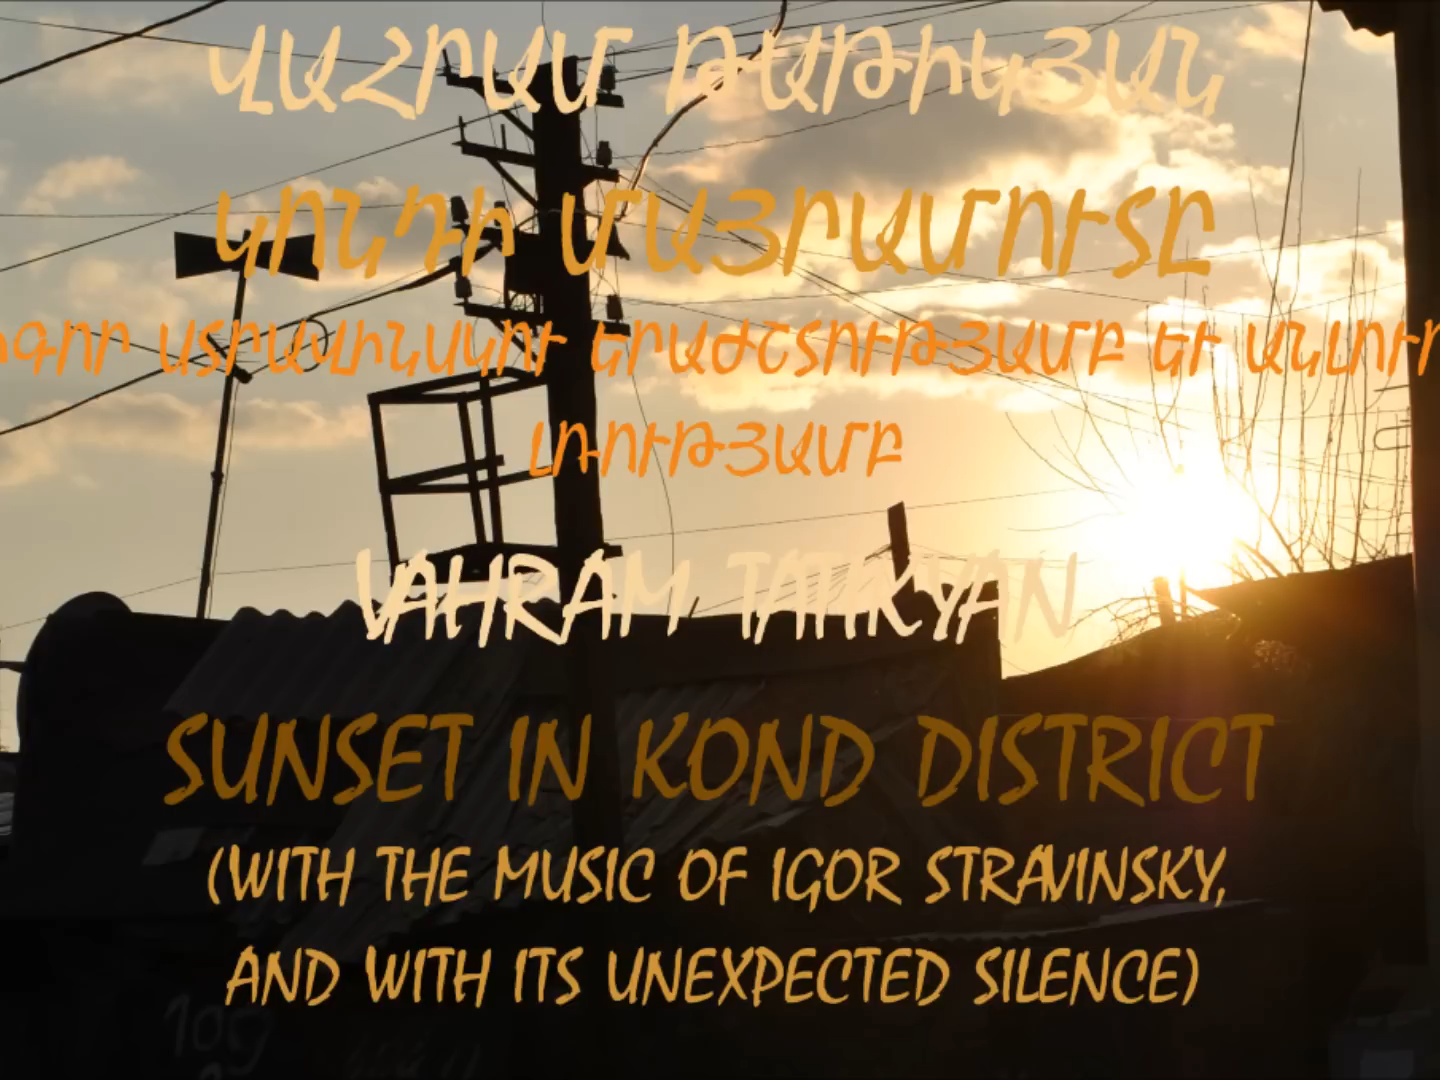 ՎԱՀՐԱՄ ԹԱԹԻԿՅԱՆ
ԿՈՆԴԻ ՄԱՅՐԱՄՈՒՏԸ
ՍՏՐԱՎԻՆՍԿՈՒ ԵՐԱԺՇՏՈՒԹՅԱՄԲ ԵՒ
ԼՌՈՒԹՅԱՄԲ
VAHRAM TATIKYAN
SUNSET IN KOND DISTRICT
(WITH THE MUSIC OF IGOR STRAVINSKY,
AND WITH ITS UNEXPECTED SILENCE)